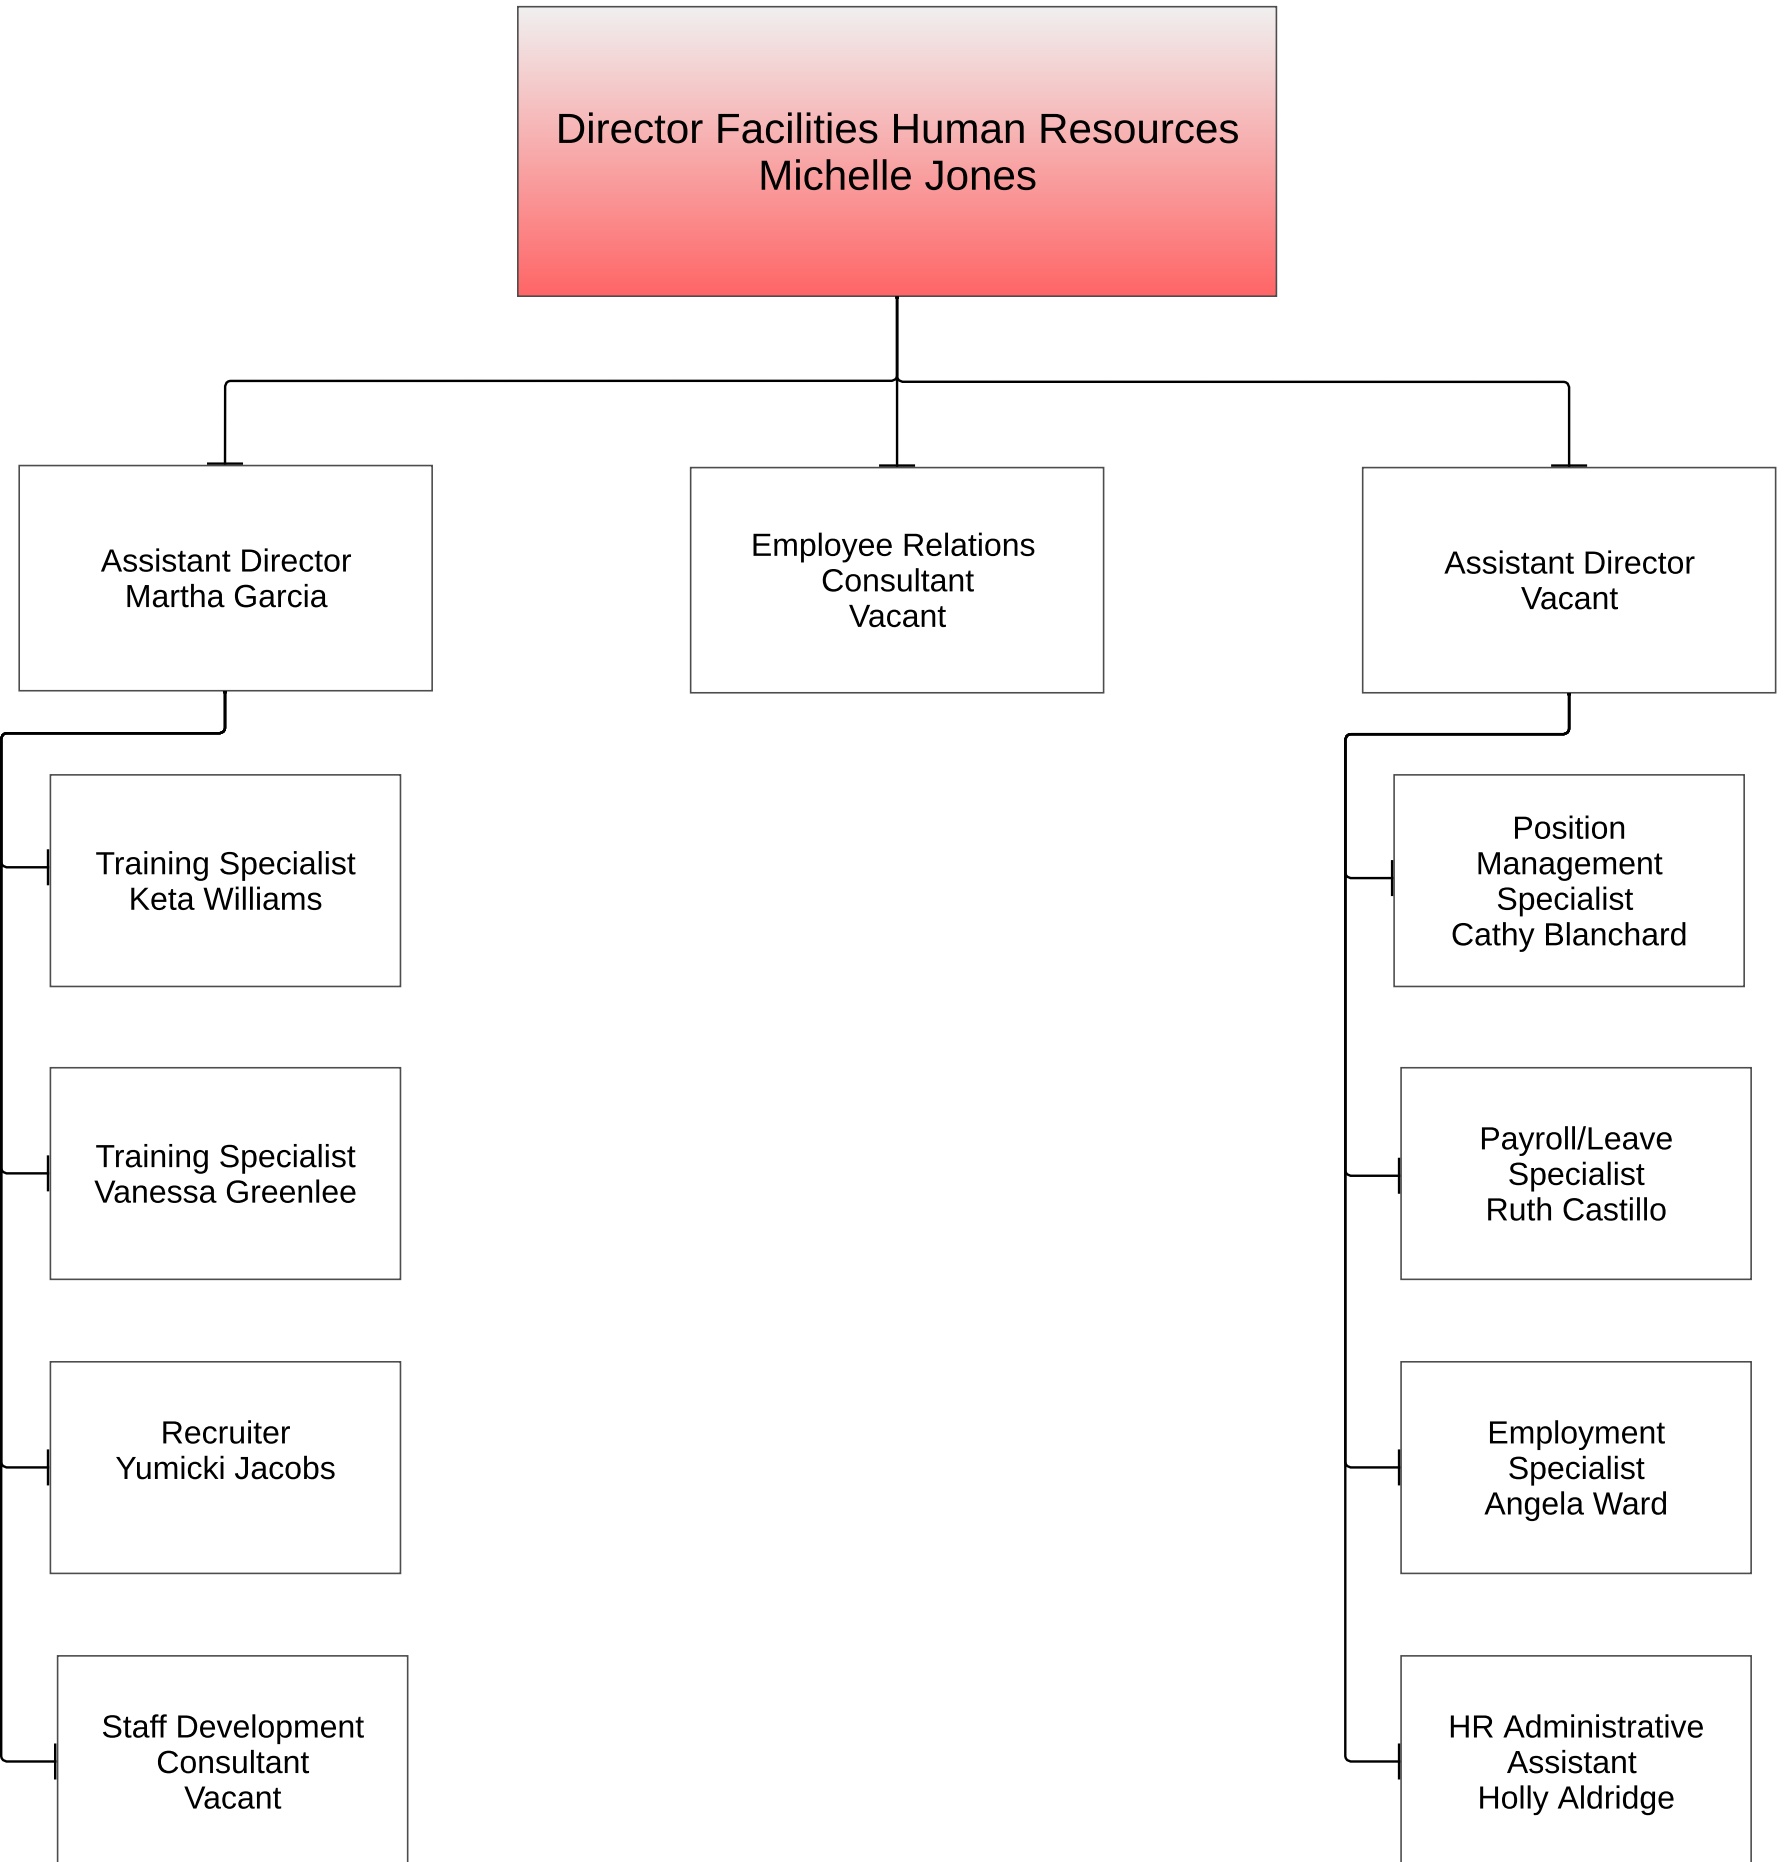 Director Facilities Human Resources
Michelle Jones
Assistant Director
Martha Garcia
Employee Relations
Consultant
Vacant
Assistant Director
Vacant
Training Specialist
Keta Williams
Training Specialist
Vanessa Greenlee
Recruiter
Yumicki Jacobs
Staff Development
Consultant
Vacant
Position
Management
Specialist
Cathy Blanchard
Payroll/Leave
Specialist
Ruth Castillo
Employment
Specialist
Angela Ward
HR Administrative
Assistant
Holly Aldridge